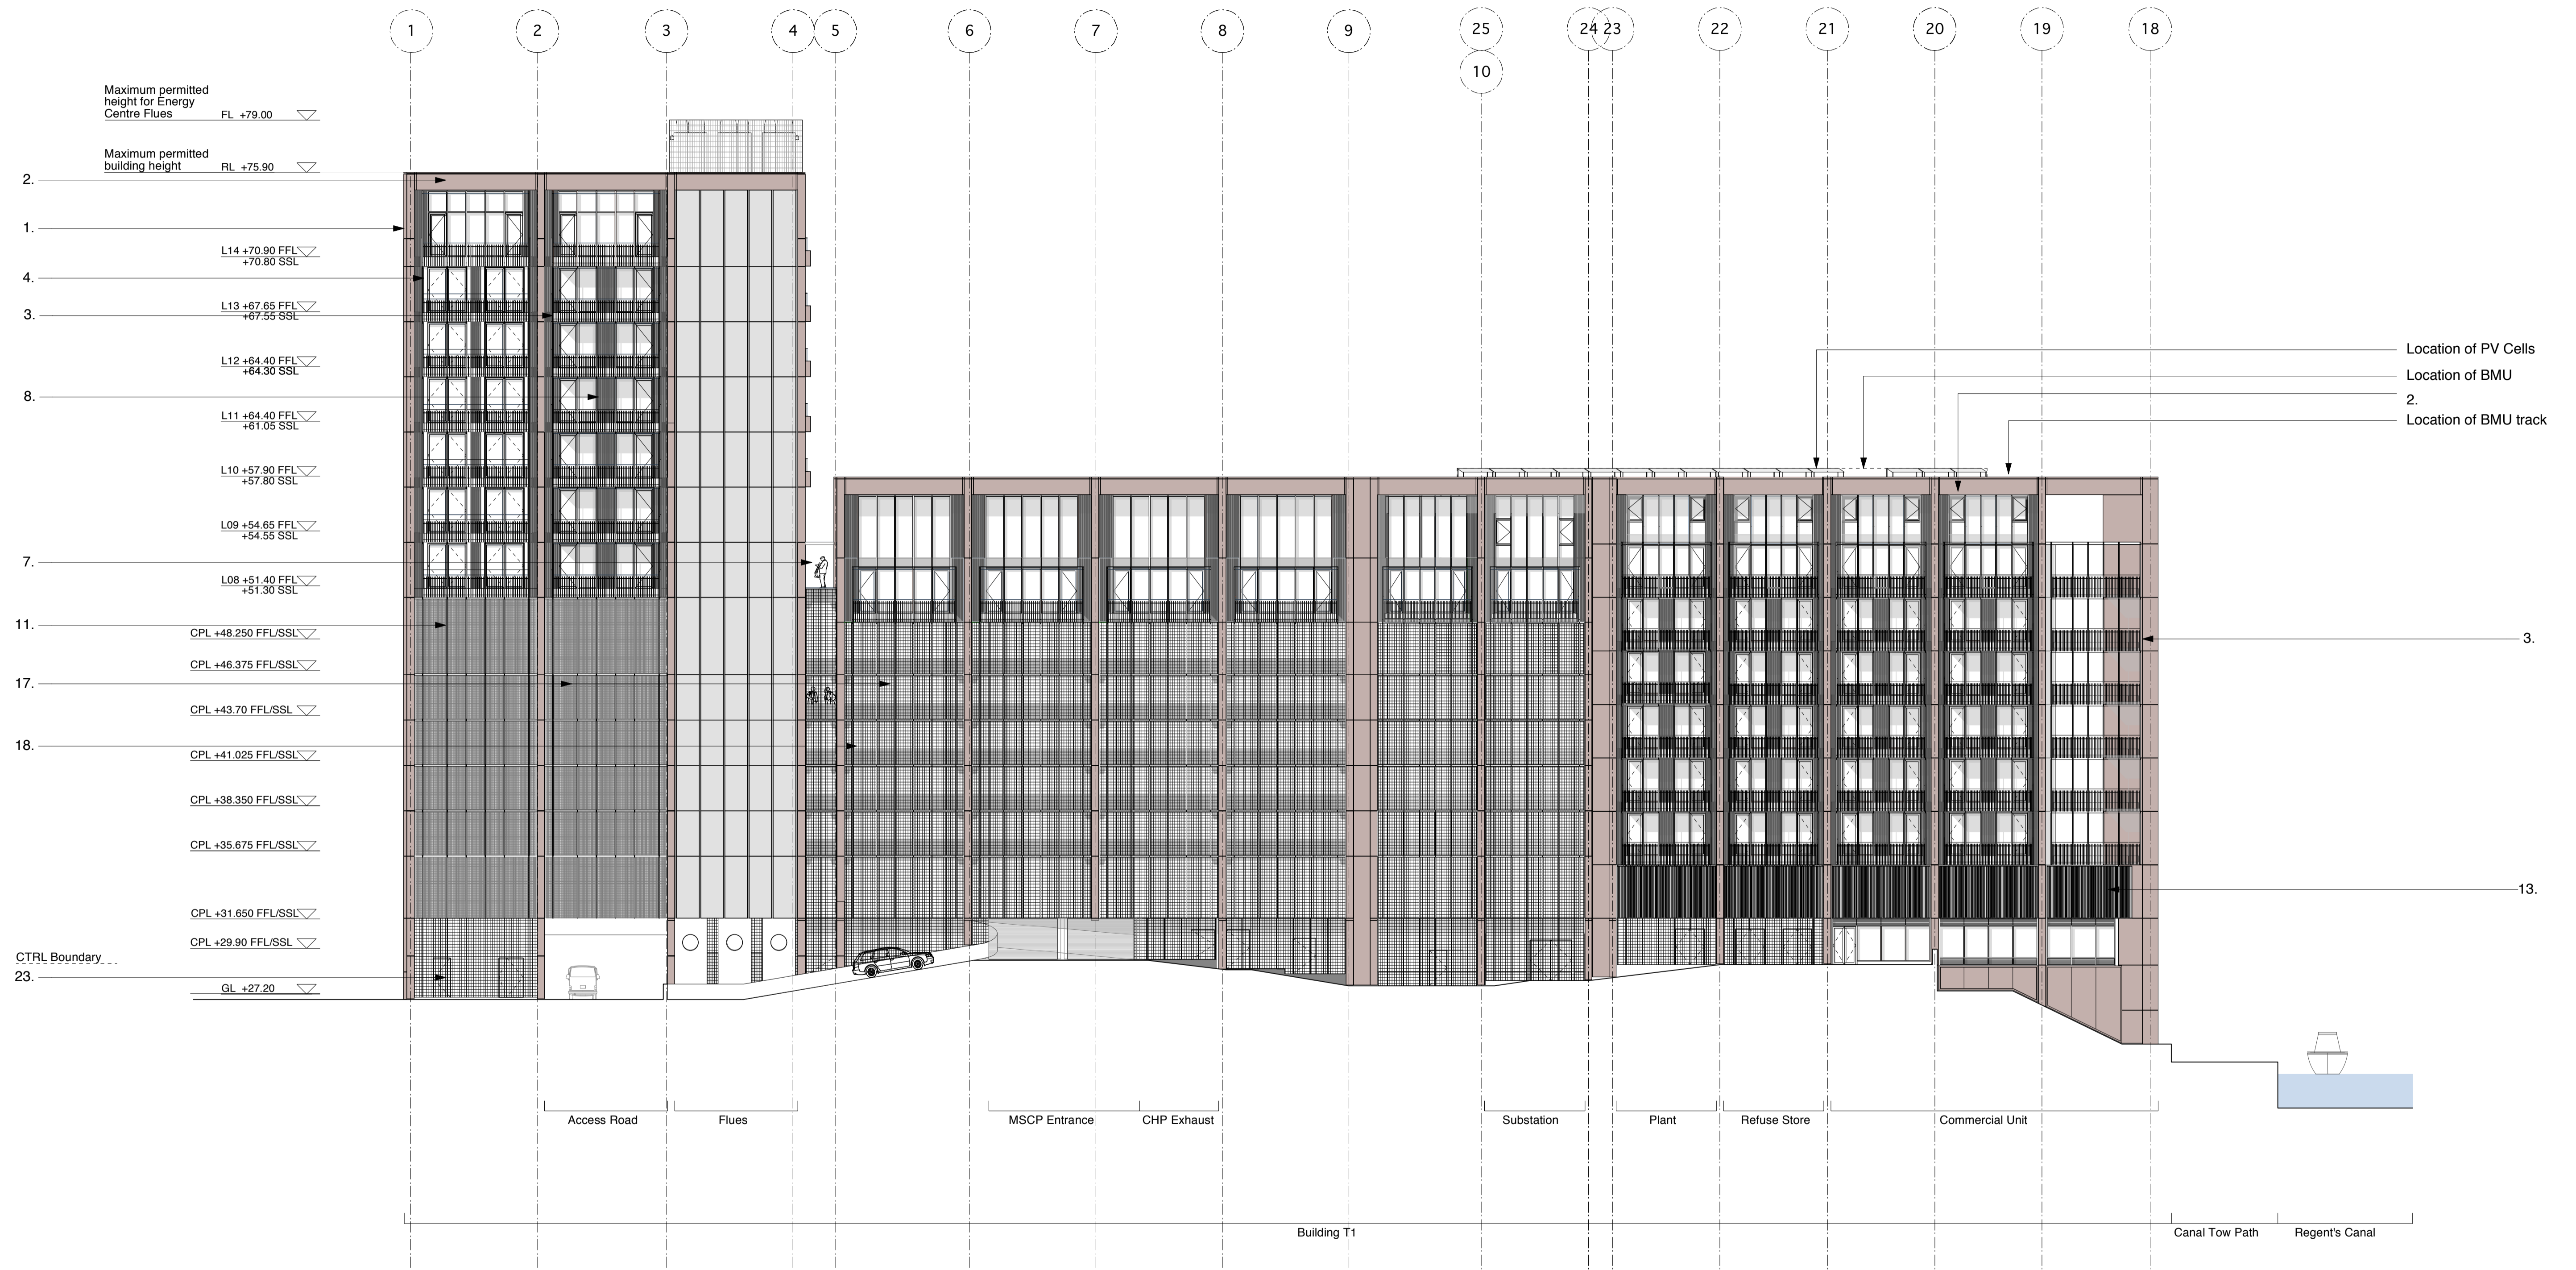 1 2 3 4 5 6 7 8 9 25 24 23 22 21 20 19 18
10
Maximum permitted
height for Energy
Centre Flues FL +79.00
Maximum permitted
building height RL +75.90
2.
1.
L14 +70.90 FFL
+70.80 SSL
4.
L13 +67.65 FFL
3.
+67.55 SSL
Location of PV Cells
L12 +64.40 FFL
+64.30 SSL
Location of BMU
8.
2.
L11 +64.40 FFL
+61.05 SSL
Location of BMU track
L10 +57.90 FFL
+57.80 SSL
L09 +54.65 FFL
+54.55 SSL
7.
L08 +51.40 FFL
+51.30 SSL
11.
CPL +48.250 FFL/SSL
3.
CPL +46.375 FFL/SSL
17.
CPL +43.70 FFL/SSL
18.
CPL +41.025 FFL/SSL
CPL +38.350 FFL/SSL
CPL +35.675 FFL/SSL
13.
CPL +31.650 FFL/SSL
CPL +29.90 FFL/SSL
CTRL Boundary
23.
GL +27.20
Access Road Flues MSCP Entrance CHP Exhaust Substation Plant Refuse Store Commercial Unit
Building T1 Canal Tow Path Regent's Canal